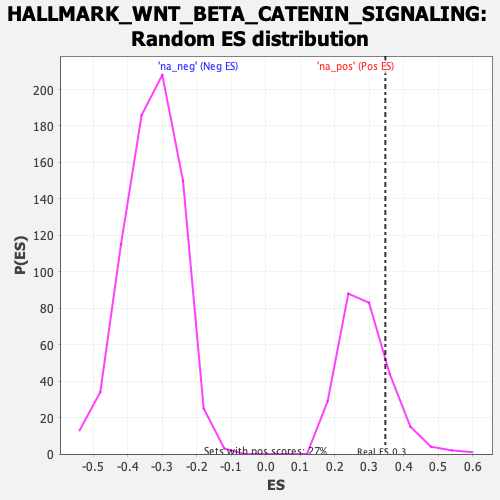 HALLMARK_WNT_BETA_CATENIN_SIGNALING:
Random ES distribution
'na_neg' (Neg ES)
'na_pos' (Pos ES)
200
180
160
140
120
100
80
60
40
20
0
P(ES)
Sets with pos scores: 27%
Real ES 0.3
-0.5 -0.4 -0.3 -0.2 -0.1 0.0 0.1 0.2 0.3 0.4 0.5 0.6
ES